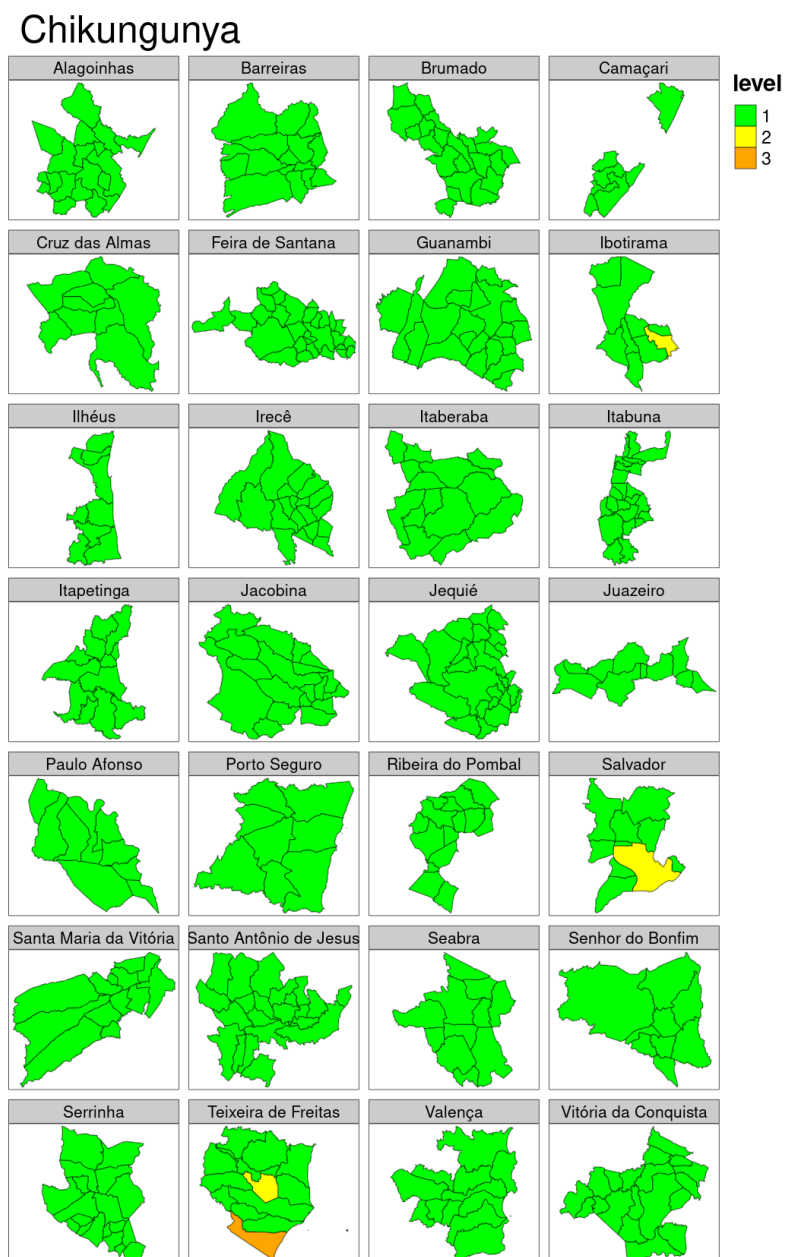 Chikungunya
Alagoinhas
Barreiras
Brumado
Camaçari
level
1
2
3
Cruz das Almas
Feira de Santana
Guanambi
Ibotirama
Ilhéus
Irecê
Itaberaba
Itabuna
Itapetinga
Jacobina
Jequié
Juazeiro
Paulo Afonso
Porto Seguro
Ribeira do Pombal
Salvador
Santa Maria da Vitória
Santo Antônio de Jesus
Seabra
Senhor do Bonfim
Serrinha
Teixeira de Freitas
Valença
Vitória da Conquista